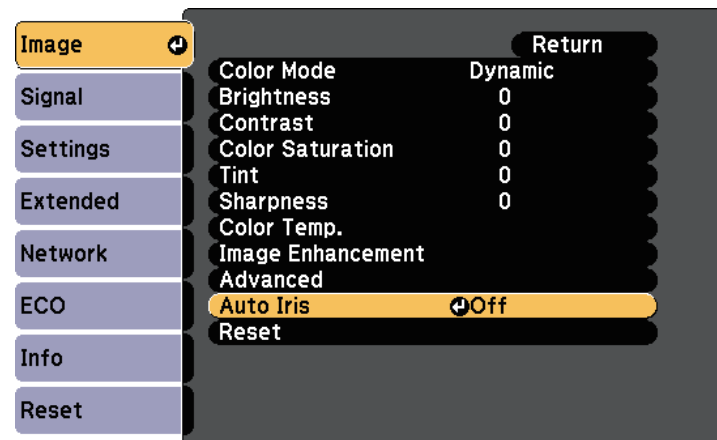 Image
Signal
Settings
Extended
Network
ECO
Info
Reset
Return
Color Mode Dynamic
Brightness 0
Contrast 0
Color Saturation 0
Tint 0
Sharpness 0
Color Temp.
Image Enhancement
Advanced
Auto Iris Off
Reset